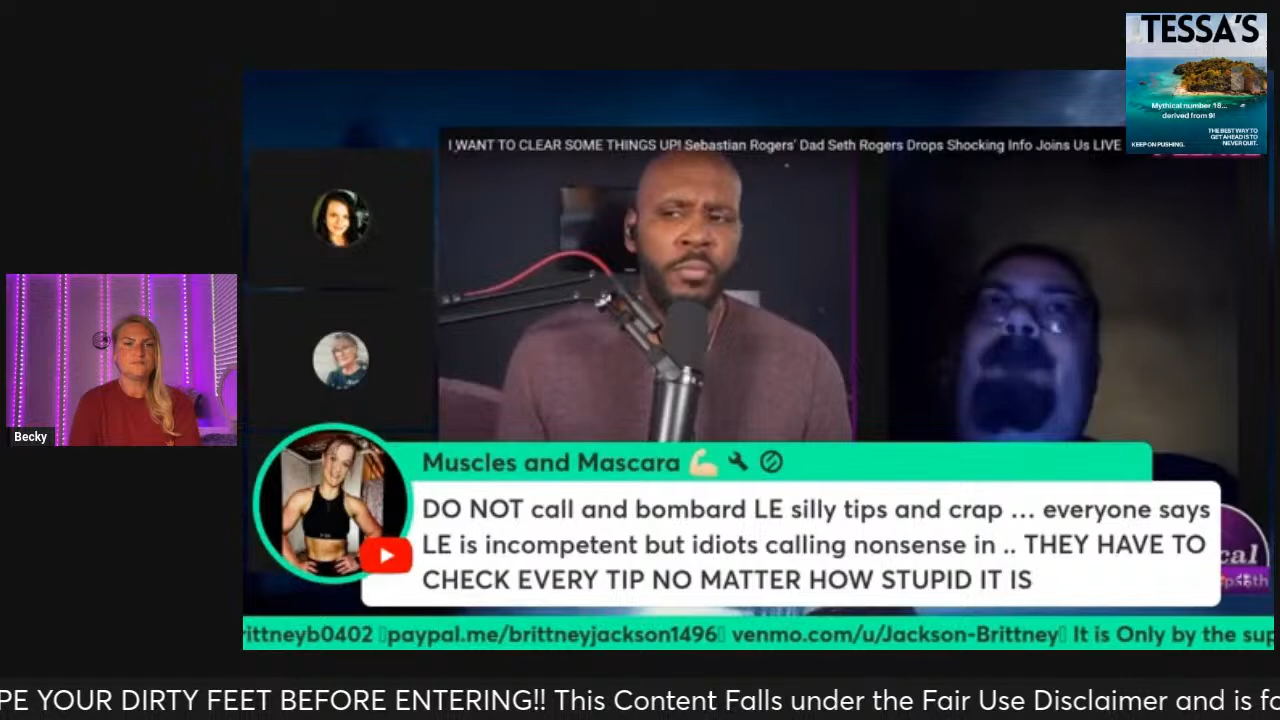 TESSA'S
Mythical number 18...
derived from 9!
THE BEST WAY TO
GET AHEAD IS TO
NEVER QUIT.
KEEP ON PUSHING.
I WANT TO CLEAR SOME THINGS UP! Sebastian Rogers' Dad Seth Rogers Drops Shocking Info Joins Us LIVE
Becky
Muscles and Mascara 💪🏻
DO NOT call and bombard LE silly tips and crap … everyone says
LE is incompetent but idiots calling nonsense in .. THEY HAVE TO
CHECK EVERY TIP NO MATTER HOW STUPID IT IS
cal
rittneyb0402 paypal.me/brittneyjackson1496 venmo.com/u/Jackson-Brittney It is Only by the sup
PE YOUR DIRTY FEET BEFORE ENTERING!! This Content Falls under the Fair Use Disclaimer and is fo